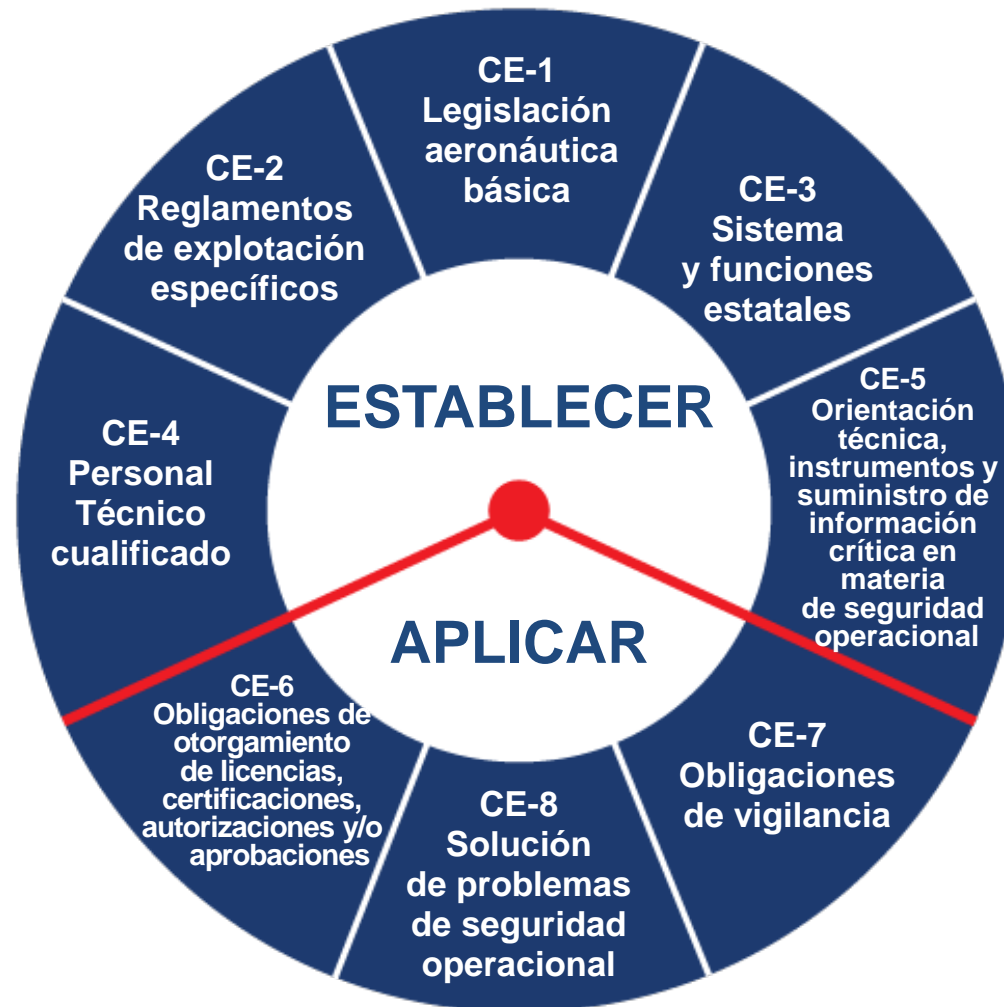 CE-1
Legislación
aeronáutica
básica
CE-2
Reglamentos
de explotación
específicos
CE-3
Sistema
y funciones
estatales
CE-4
Personal
Técnico
cualificado
CE-5
Orientación
técnica,
instrumentos y
suministro de
información
crítica en
materia
de seguridad
operacional
ESTABLECER
APLICAR
CE-6
Obligaciones de
otorgamiento
de licencias,
certificaciones,
autorizaciones y/o
aprobaciones
CE-7
Obligaciones
de vigilancia
CE-8
Solución
de problemas
de seguridad
operacional